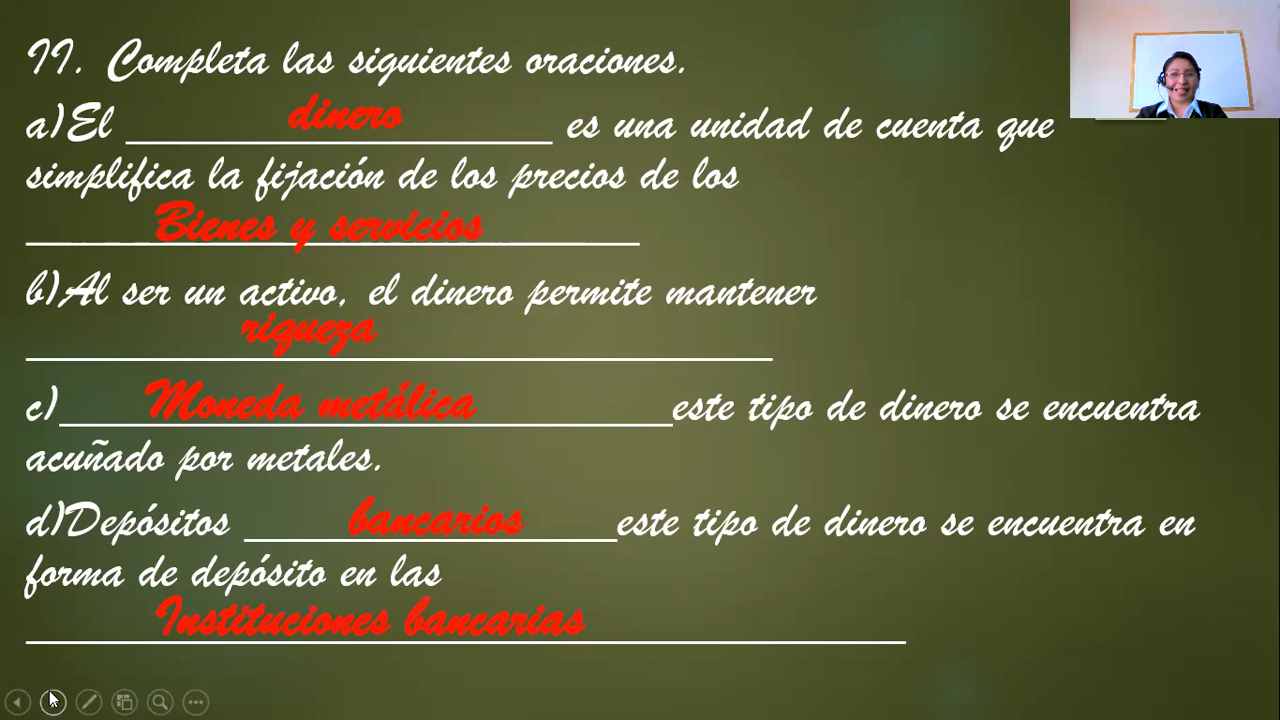 II. Completa las siguientes oraciones.
a)El dinero es una unidad de cuenta que
simplifica la fijación de los precios de los
Bienes y servicios
b)Al ser un activo, el dinero permite mantener
riqueza
c) Moneda metálica este tipo de dinero se encuentra
acuñado por metales.
d)Depósitos bancarios este tipo de dinero se encuentra en
forma de depósito en las
Instituciones bancarias